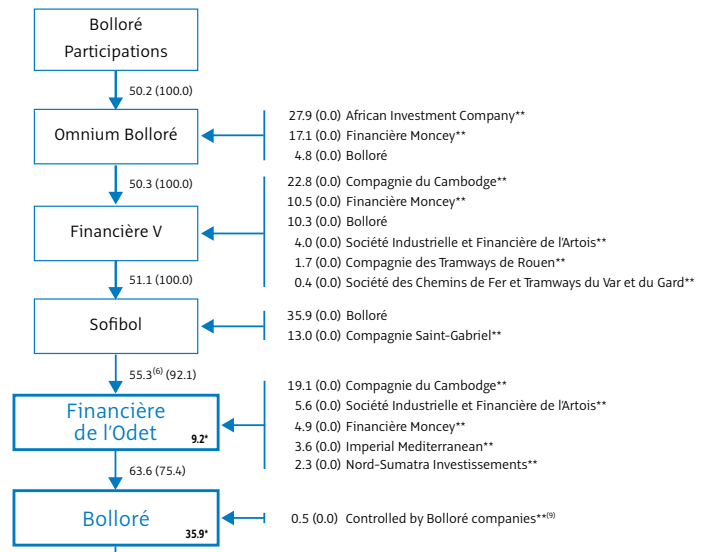 Bolloré
Participations
50.2 (100.0)
Omnium Bolloré
27.9 (0.0) African Investment Company**
17.1 (0.0) Financière Moncey**
4.8 (0.0) Bolloré
50.3 (100.0)
Financière V
22.8 (0.0) Compagnie du Cambodge**
10.5 (0.0) Financière Moncey**
10.3 (0.0) Bolloré
4.0 (0.0) Société Industrielle et Financière de l'Artois**
1.7 (0.0) Compagnie des Tramways de Rouen**
0.4 (0.0) Société des Chemins de Fer et Tramways du Var et du Gard**
51.1 (100.0)
Sofibol
35.9 (0.0) Bolloré
13.0 (0.0) Compagnie Saint-Gabriel**
55.3(6) (92.1)
Financière
de l'Odet
9.2*
19.1 (0.0) Compagnie du Cambodge**
5.6 (0.0) Société Industrielle et Financière de l'Artois**
4.9 (0.0) Financière Moncey**
3.6 (0.0) Imperial Mediterranean**
2.3 (0.0) Nord-Sumatra Investissements**
63.6 (75.4)
Bolloré
35.9*
0.5 (0.0) Controlled by Bolloré companies**(9)